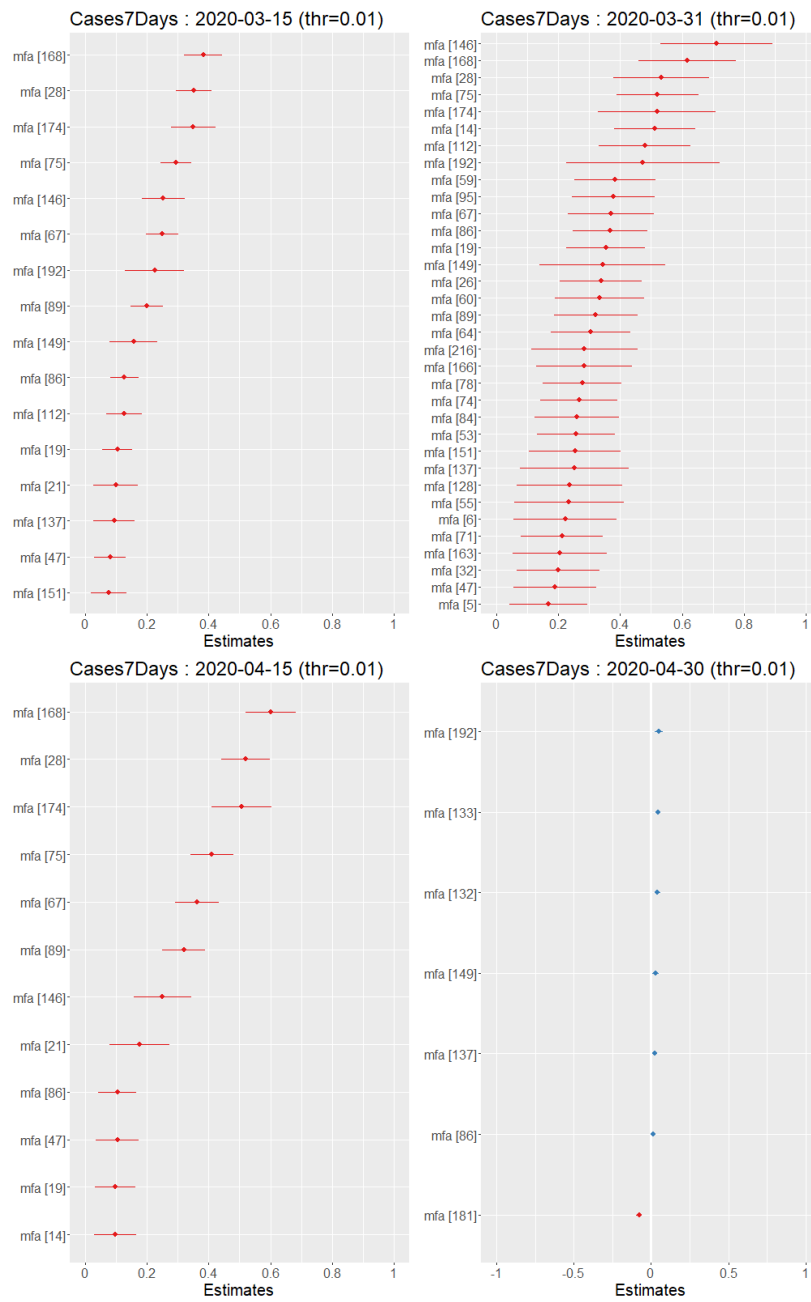 Cases7Days : 2020-03-15 (thr=0.01)
mfa [168]
mfa [28]
mfa [174]
mfa [75]
mfa [146]
mfa [67]
mfa [192]
mfa [89]
mfa [149]
mfa [86]
mfa [112]
mfa [19]
mfa [21]
mfa [137]
mfa [47]
mfa [151]
0 0.2 0.4 0.6 0.8 1
Estimates
Cases7Days : 2020-03-31 (thr=0.01)
mfa [146]
mfa [168]
mfa [28]
mfa [75]
mfa [174]
mfa [14]
mfa [112]
mfa [192]
mfa [59]
mfa [95]
mfa [67]
mfa [86]
mfa [19]
mfa [149]
mfa [26]
mfa [60]
mfa [89]
mfa [64]
mfa [216]
mfa [166]
mfa [78]
mfa [74]
mfa [84]
mfa [53]
mfa [151]
mfa [137]
mfa [128]
mfa [55]
mfa [6]
mfa [71]
mfa [163]
mfa [32]
mfa [47]
mfa [5]
0 0.2 0.4 0.6 0.8 1
Estimates
Cases7Days : 2020-04-15 (thr=0.01)
mfa [168]
mfa [28]
mfa [174]
mfa [75]
mfa [67]
mfa [89]
mfa [146]
mfa [21]
mfa [86]
mfa [47]
mfa [19]
mfa [14]
0 0.2 0.4 0.6 0.8 1
Estimates
Cases7Days : 2020-04-30 (thr=0.01)
mfa [192]
mfa [133]
mfa [132]
mfa [149]
mfa [137]
mfa [86]
mfa [181]
-1 -0.5 0 0.5 1
Estimates